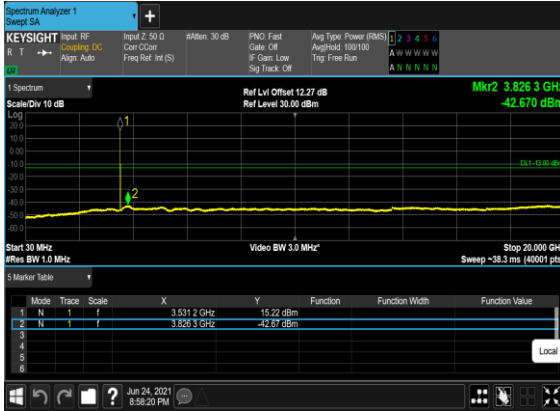 Spectrum Analyzer 1
Swept SA
+
KEYSIGHT Input: RF Input Z: 50 Ω #Atten: 30 dB PNO: Fast Avg Type: Power (RMS) 1 2 3 4 5 6
R T Coupling: DC Corr CCorr Gate: Off Avg|Hold: 100/100 A W W W W W
Align: Auto Freq Ref: Int (S) IF Gain: Low Trig: Free Run
Sig Track: Off A N N N N N
1 Spectrum Ref Lvl Offset 12.27 dB Mkr2 3.826 3 GHz
Scale/Div 10 dB Ref Level 30.00 dBm -42.670 dBm
Log
20.0
10.0
0.00
-10.0
-20.0
-30.0
-40.0
-50.0
-60.0
1
2
DL1 -13.00 dBm
Start 30 MHz Video BW 3.0 MHz* Stop 20.000 GH
#Res BW 1.0 MHz Sweep ~38.3 ms (40001 pts
5 Marker Table
Mode Trace Scale X Y Function Function Width Function Value
1 N 1 f 3.531 2 GHz 15.22 dBm
2 N 1 f 3.826 3 GHz -42.67 dBm
3
4
5
6
Local
? Jun 24, 2021
8:58:20 PM